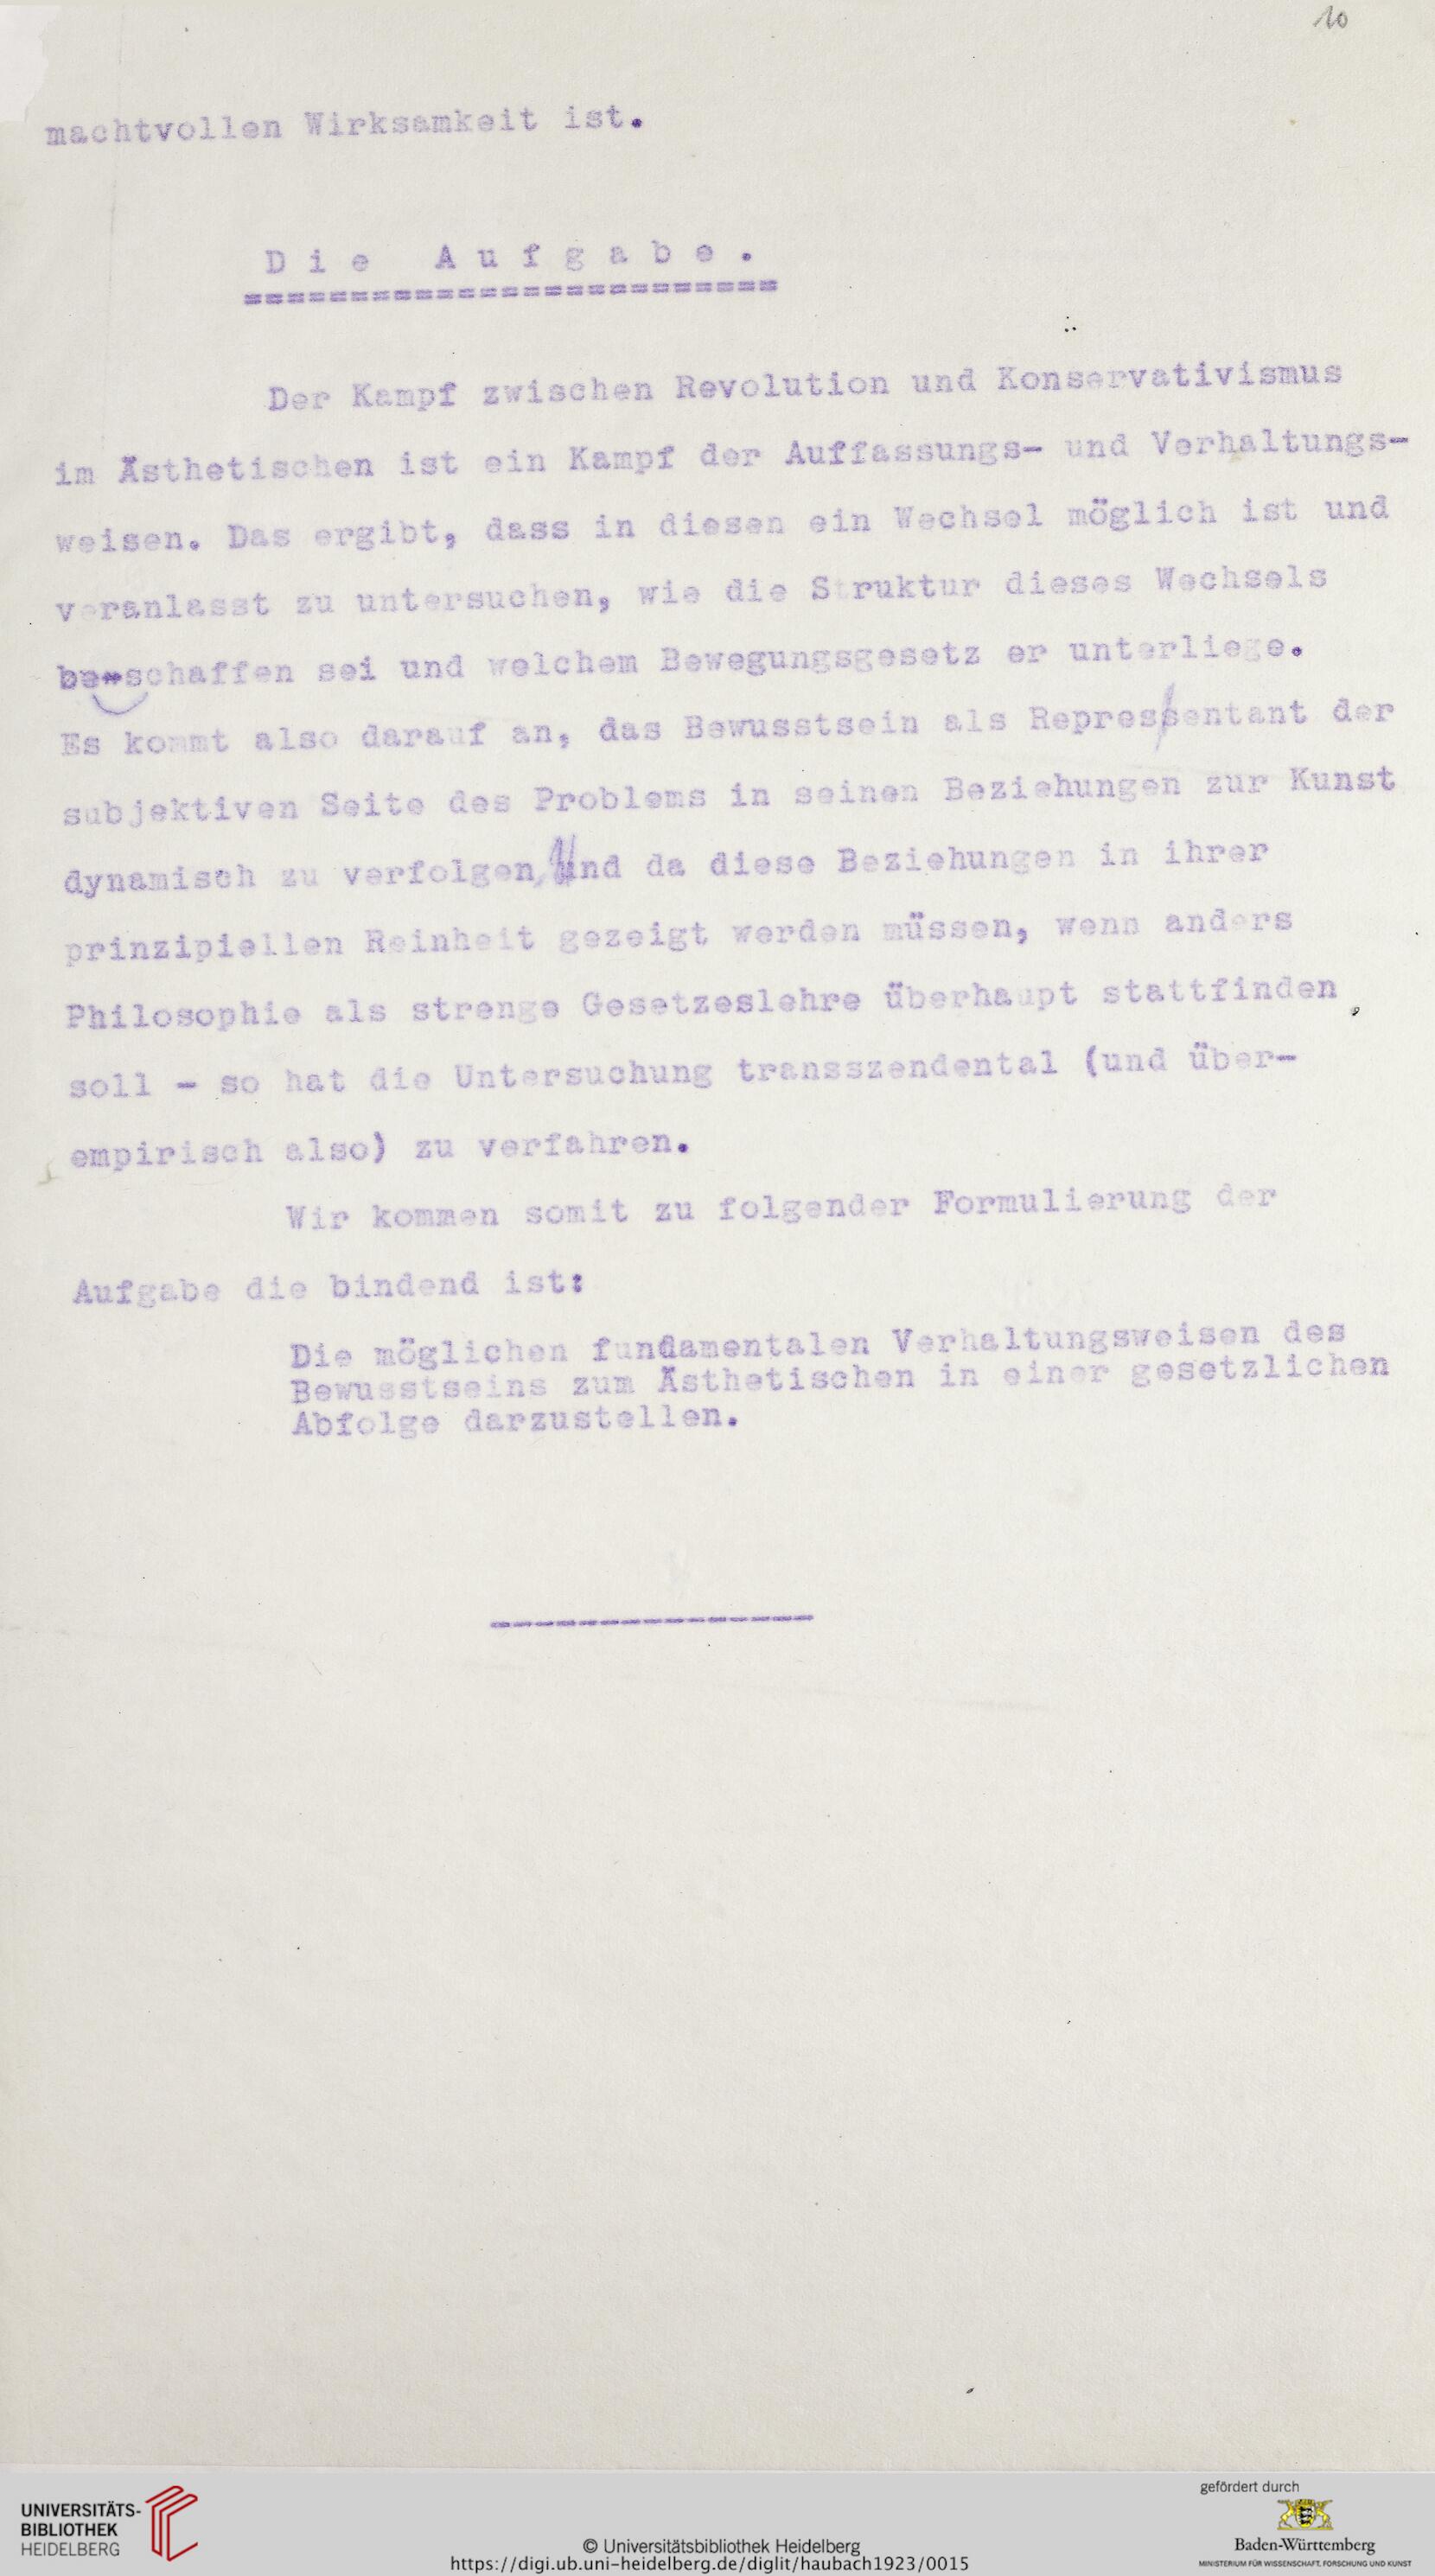 10
machtvollen Wirksamkeit ist.
Die Aufgabe.
=========================
Der Kampf zwischen Revolution und Konservativismus
im Ästhetischen ist ein Kampf der Auffassungs- und Verhaltungs-
weisen. Das ergibt, dass in diesen ein Wechsel möglich ist und
veranlasst zu untersuchen, wie die Struktur dieses Wechsels
beschaffen sei und welchem Bewegungsgesetz er unterliege.
Es kommt also darauf an, das Bewusstsein als Repressentant der
subjektiven Seite des Problems in seinen Beziehungen zur Kunst
dynamisch zu verfolgen, Und da diese Beziehungen in ihrer
prinzipiellen Reinheit gezeigt werden müssen, wenn anders
Philosophie als strenge Gesetzeslehre überhaupt stattfinden
soll - so hat die Untersuchung transszendental (und über-
empirisch also) zu verfahren.
Wir kommen somit zu folgender Formulierung der
Aufgabe die bindend ist:
Die möglichen fundamentalen Verhaltungsweisen des
Bewusstseins zum Ästhetischen in einer gesetzlichen
Abfolge darzustellen.
---------------
UNIVERSITÄTS-
BIBLIOTHEK
HEIDELBERG
© Universitätsbibliothek Heidelberg
https://digi.ub.uni-heidelberg.de/diglit/haubach1923/0015
gefördert durch
Baden-Württemberg
MINISTERIUM FÜR WISSENSCHAFT, FORSCHUNG UND KUNST